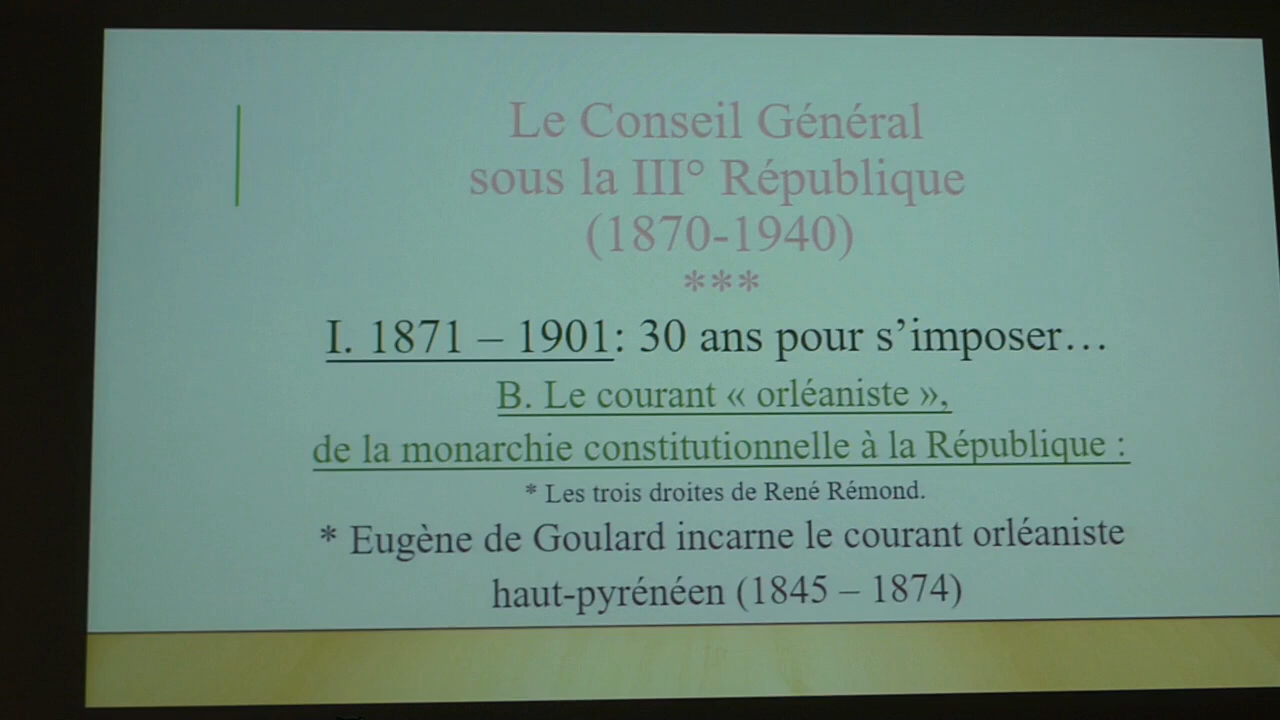 Le Conseil Général
sous la III° République
(1870-1940)
***
I. 1871 – 1901: 30 ans pour s’imposer…
B. Le courant « orléaniste »,
de la monarchie constitutionnelle à la République :
* Les trois droites de René Rémond.
* Eugène de Goulard incarne le courant orléaniste
haut-pyrénéen (1845 – 1874)